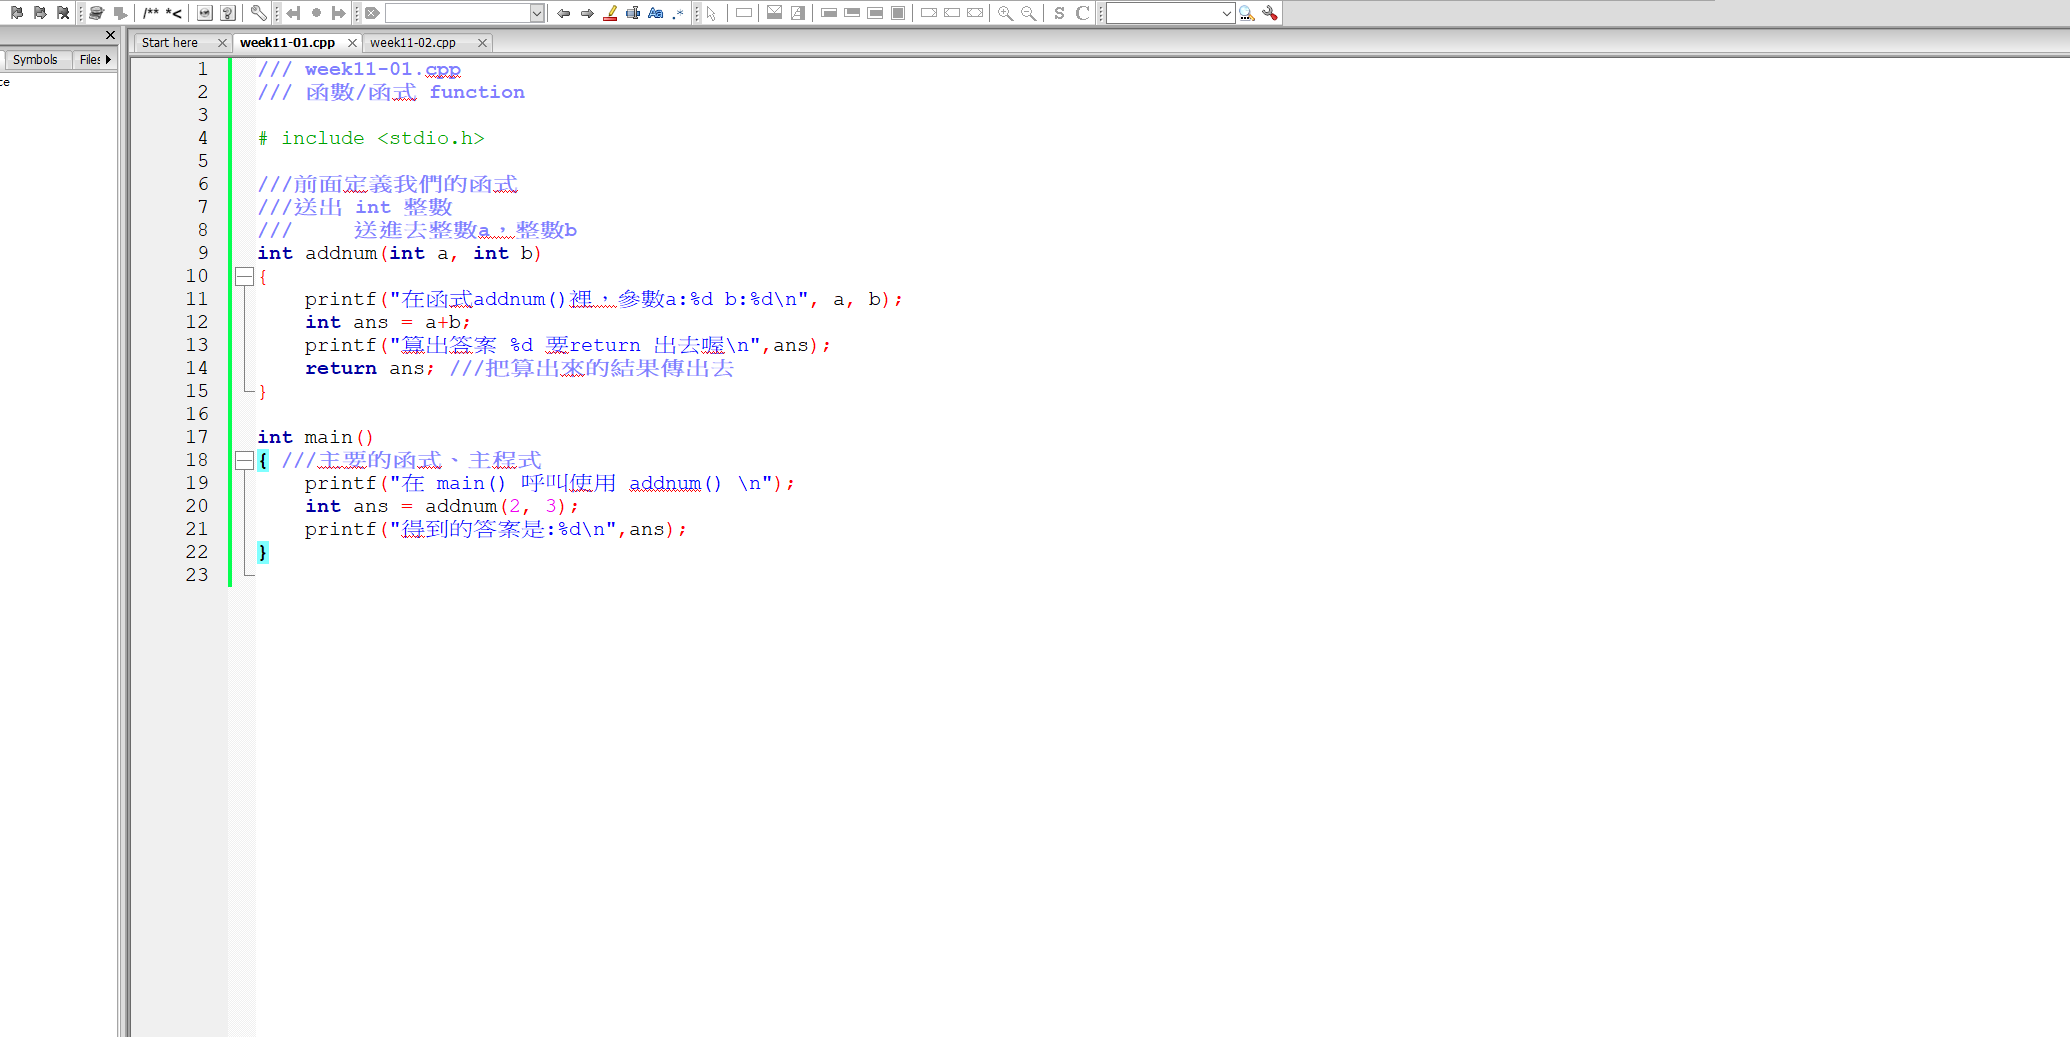 /** *<
S C
Start here
week11-01.cpp
week11-02.cpp
Symbols
Files
ce
1 /// week11-01.cpp
2 /// 函數/函式 function
3
4 # include <stdio.h>
5
6 ///前面定義我們的函式
7 ///送出 int 整數
8 ///     送進去整數a，整數b
9 int addnum(int a, int b)
10 {
11     printf("在函式addnum()裡，參數a:%d b:%d\n", a, b);
12     int ans = a+b;
13     printf("算出答案 %d 要return 出去喔\n",ans);
14     return ans; ///把算出來的結果傳出去
15 }
16
17 int main()
18 { ///主要的函式、主程式
19     printf("在 main() 呼叫使用 addnum() \n");
20     int ans = addnum(2, 3);
21     printf("得到的答案是:%d\n",ans);
22 }
23